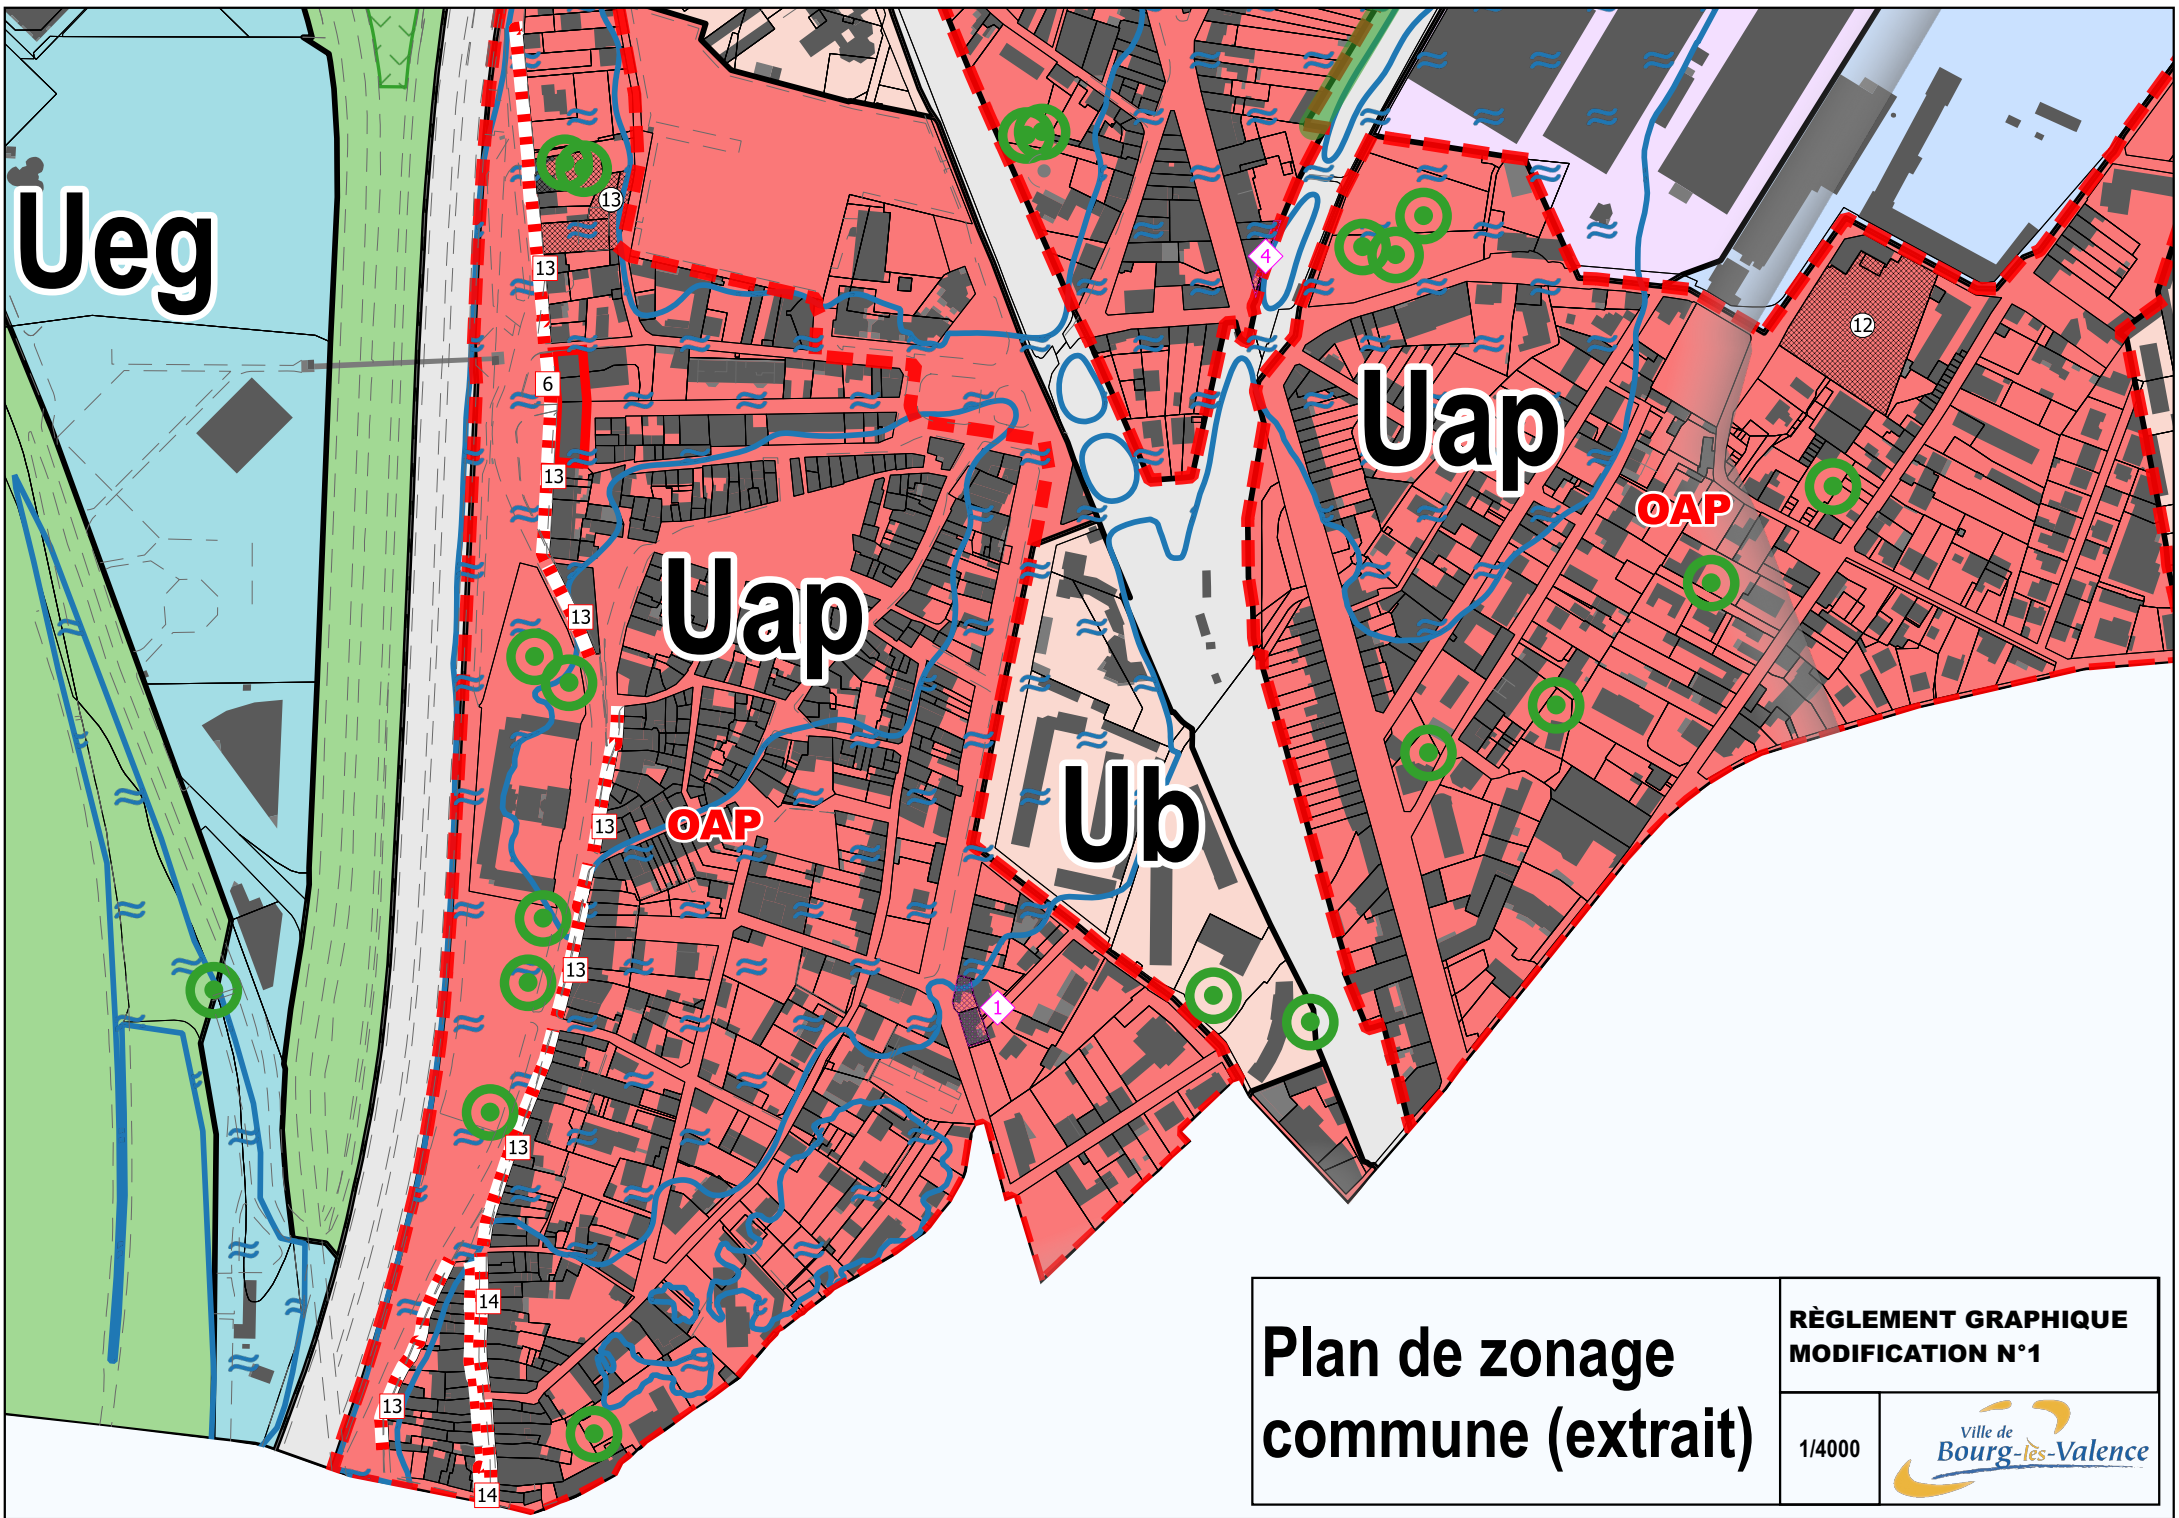 13
4
Ueg
13
12
6
Uap
13
OAP
Uap
13
Ub
13
OAP
13
1
13
14
13
14
Plan de zonage
commune (extrait)
RÈGLEMENT GRAPHIQUE
MODIFICATION N°1
1/4000
Ville de
Bourg-lès-Valence